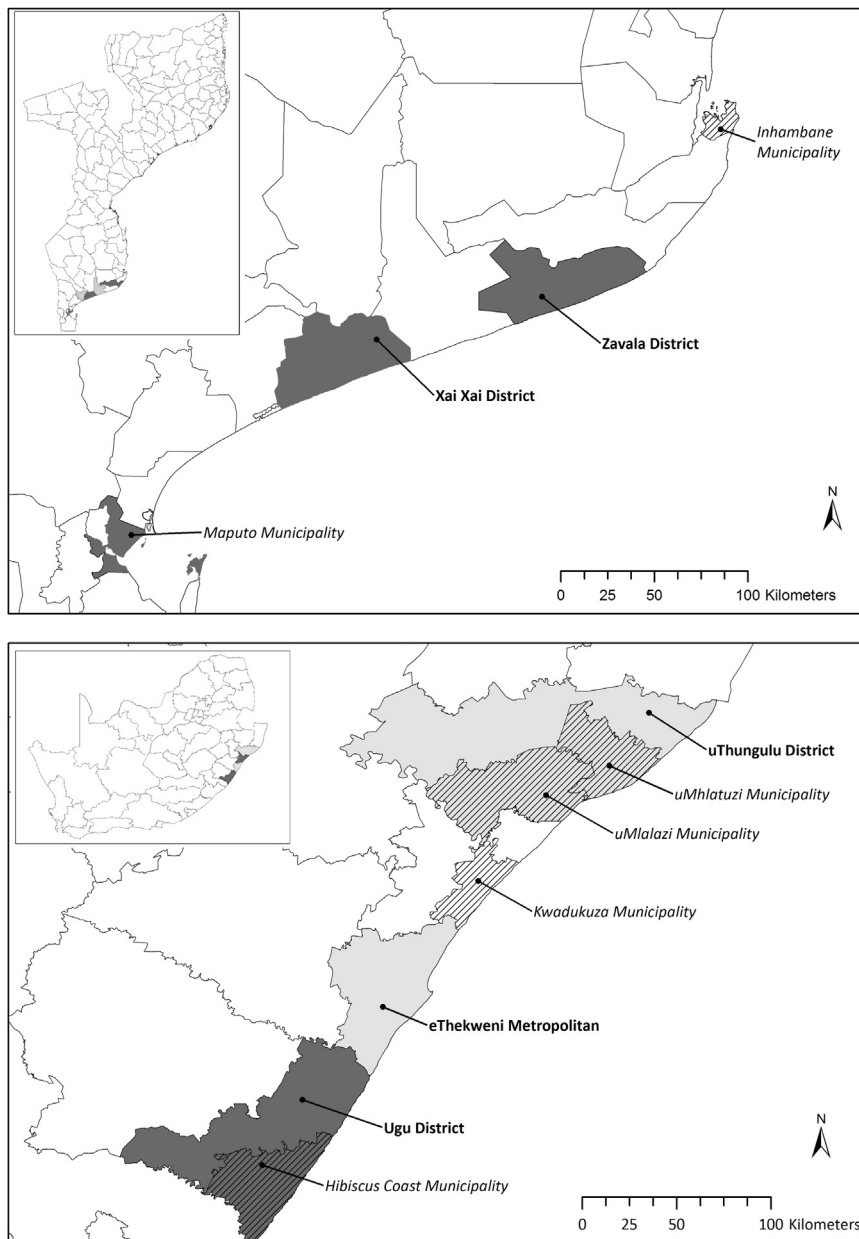 Inhambane
Municipality
Zavala District
Xai Xai District
Maputo Municipality
N
0 25 50 100 Kilometers
uThungulu District
uMhlatuzi Municipality
uMlalazi Municipality
Kwadukuza Municipality
eThekweni Metropolitan
Ugu District
Hibiscus Coast Municipality
N
0 25 50 100 Kilometers